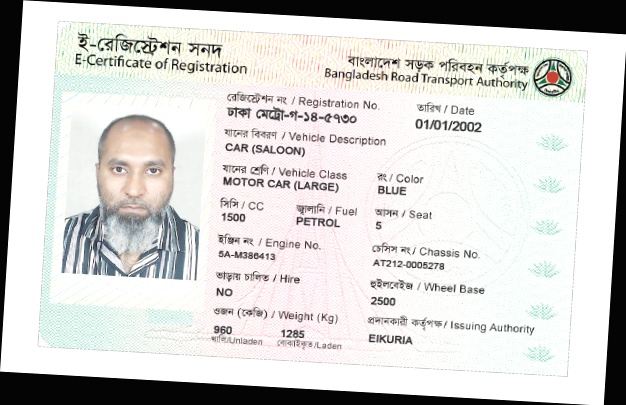 ই-রেজিস্ট্রেশন সনদ
E-Certificate of Registration
বাংলাদেশ সড়ক পরিবহন কর্তৃপক্ষ
Bangladesh Road Transport Authority
রেজিস্ট্রেশন নং / Registration No.
ঢাকা মেট্রো-গ-১৪-৫৭৩০
তারিখ / Date
01/01/2002
যানের বিবরণ / Vehicle Description
CAR (SALOON)
যানের শ্রেণি / Vehicle Class
MOTOR CAR (LARGE)
রং / Color
BLUE
সিসি / CC
1500
জ্বালানি / Fuel
PETROL
আসন / Seat
5
ইঞ্জিন নং / Engine No.
5A-M386413
চেসিস নং / Chassis No.
AT212-0005278
ভাড়ায় চালিত / Hire
NO
হুইলবেইজ / Wheel Base
2500
ওজন (কেজি) / Weight (Kg)
960
খালি/Unladen
1285
বোঝাইকৃত/Laden
প্রদানকারী কর্তৃপক্ষ/ Issuing Authority
EIKURIA